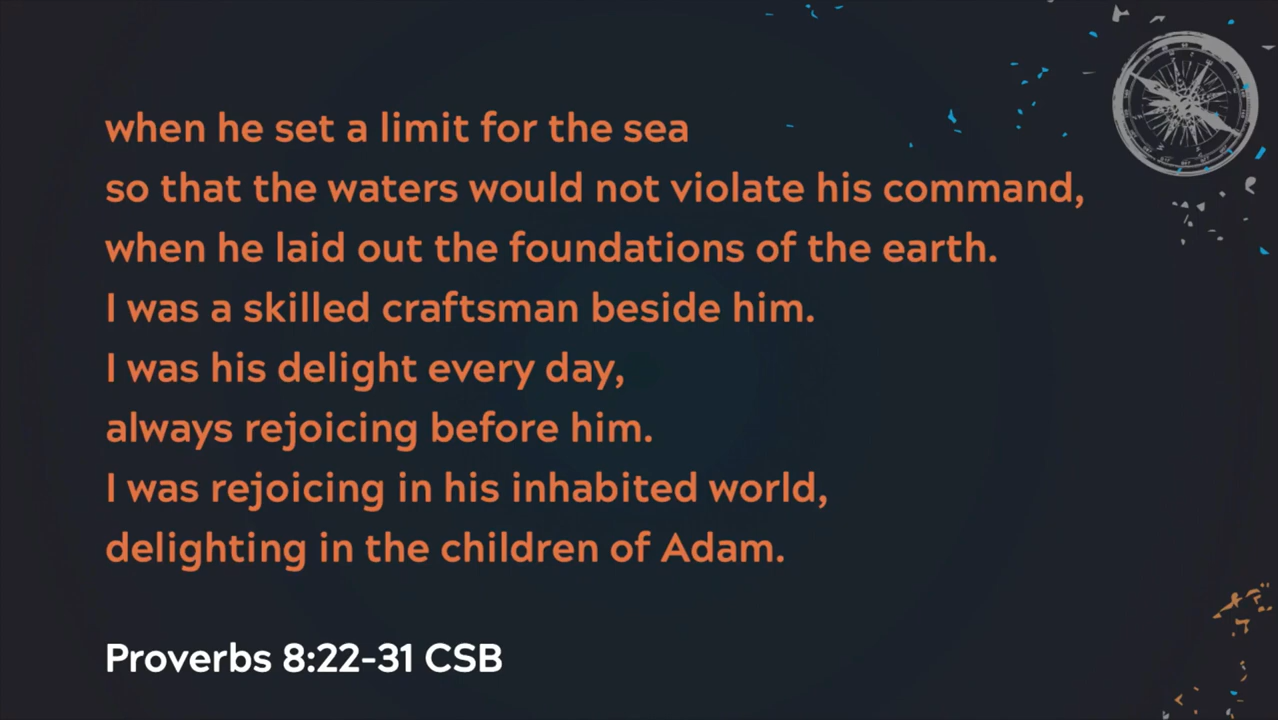 when he set a limit for the sea
so that the waters would not violate his command,
when he laid out the foundations of the earth.
I was a skilled craftsman beside him.
I was his delight every day,
always rejoicing before him.
I was rejoicing in his inhabited world,
delighting in the children of Adam.
Proverbs 8:22-31 CSB